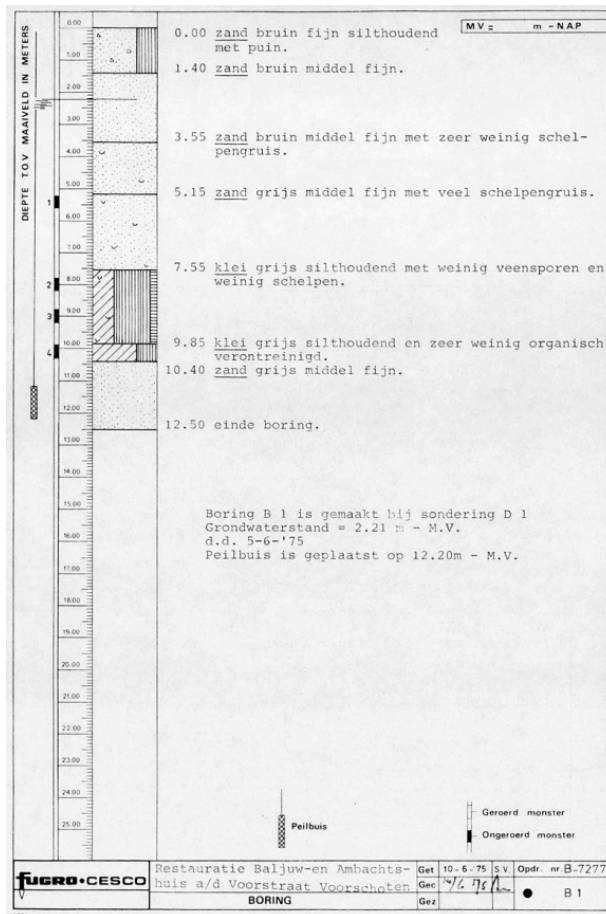 M.V = m - N.A.P.
DIEPTE T.O.V MAAIVELD IN METERS
0.00
1.00
2.00
3.00
4.00
5.00
6.00
7.00
8.00
9.00
10.00
11.00
12.00
13.00
14.00
15.00
16.00
17.00
18.00
19.00
20.00
21.00
22.00
23.00
24.00
25.00
1
2
3
4
0.00 zand bruin fijn silthoudend
met puin.
1.40 zand bruin middel fijn.
3.55 zand bruin middel fijn met zeer weinig schel-
pengruis.
5.15 zand grijs middel fijn met veel schelpengruis.
7.55 klei grijs silthoudend met weinig veensporen en
weinig schelpen.
9.85 klei grijs silthoudend en zeer weinig organisch
verontreinigd.
10.40 zand grijs middel fijn.
12.50 einde boring.
Boring B 1 is gemaakt bij sondering D 1
Grondwaterstand = 2.21 m - M.V.
d.d. 5-6-'75
Peilbuis is geplaatst op 12.20m - M.V.
Peilbuis
Geroerd monster
Ongeroerd monster
FUGRO•CESCO
Restauratie Baljuw-en Ambachts-
huis a/d Voorstraat Voorschoten
BORING
Get 10-6-'75 S.V.
Gec
Gez
Opdr. nr. B-7277
B 1